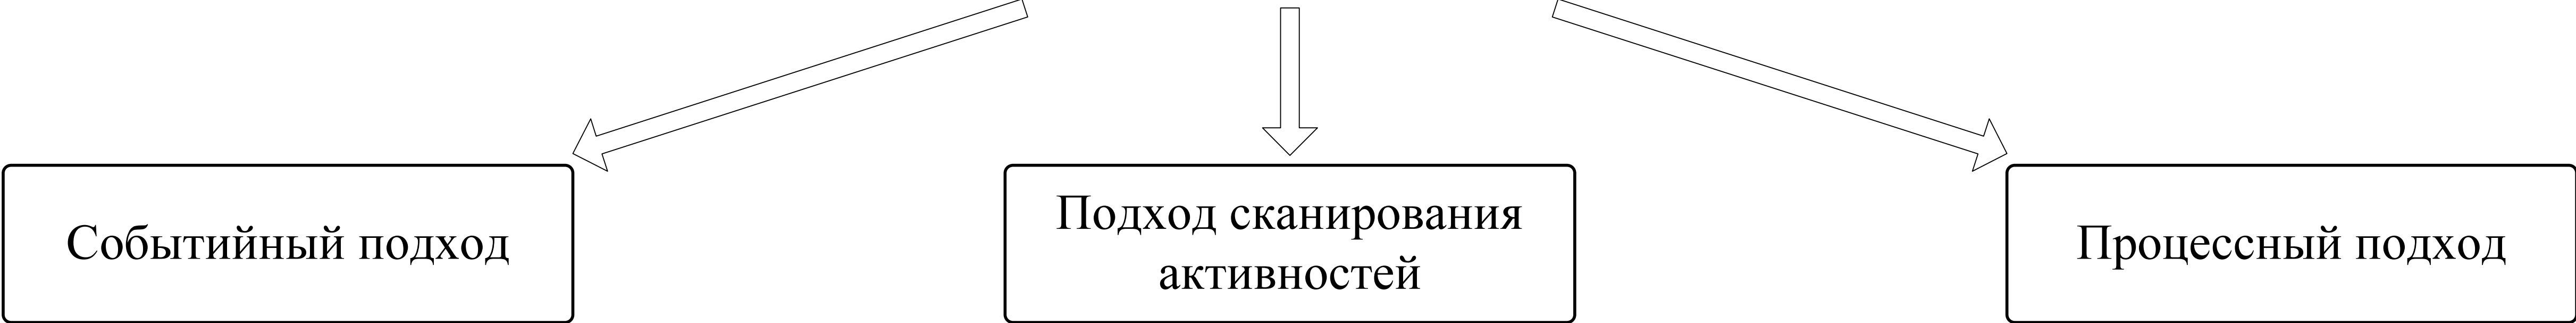 Событийный подход
Подход сканирования
активностей
Процессный подход